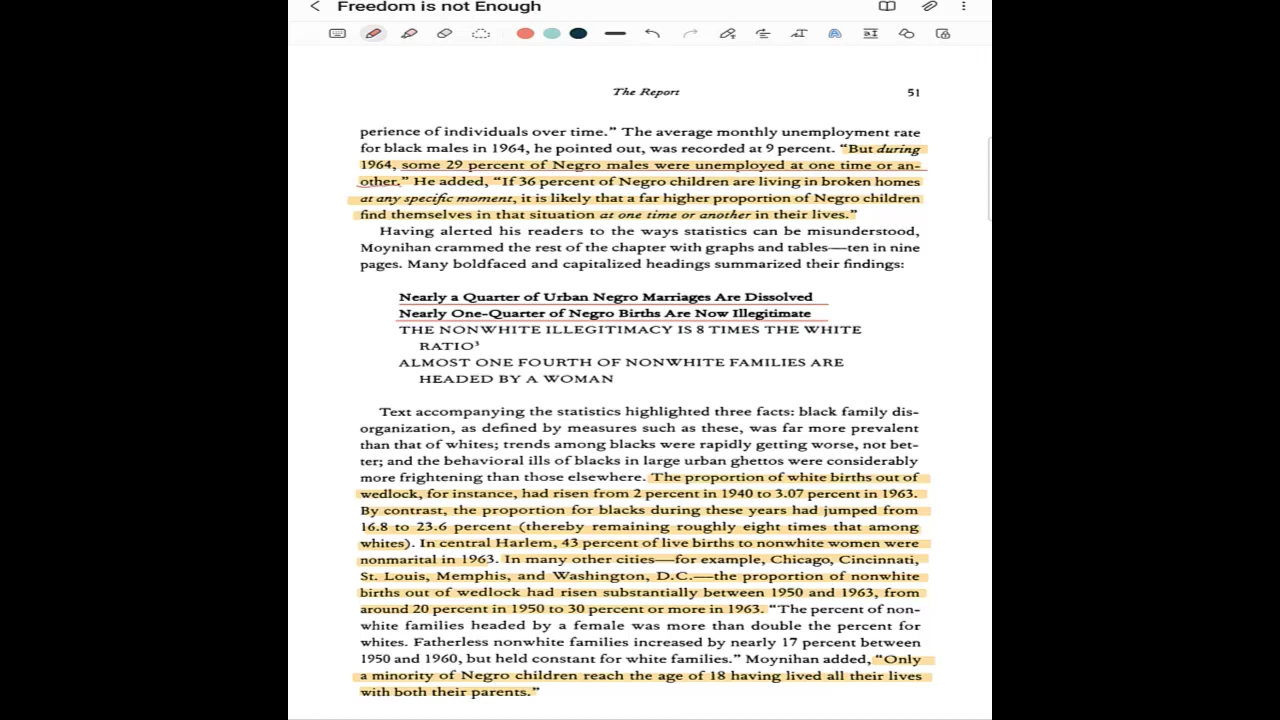 Freedom is not Enough
The Report 51
perience of individuals over time." The average monthly unemployment rate
for black males in 1964, he pointed out, was recorded at 9 percent. "But during
1964, some 29 percent of Negro males were unemployed at one time or an-
other." He added, "If 36 percent of Negro children are living in broken homes
at any specific moment, it is likely that a far higher proportion of Negro children
find themselves in that situation at one time or another in their lives."
Having alerted his readers to the ways statistics can be misunderstood,
Moynihan crammed the rest of the chapter with graphs and tables—ten in nine
pages. Many boldfaced and capitalized headings summarized their findings:
Nearly a Quarter of Urban Negro Marriages Are Dissolved
Nearly One-Quarter of Negro Births Are Now Illegitimate
THE NONWHITE ILLEGITIMACY IS 8 TIMES THE WHITE
RATIO³
ALMOST ONE FOURTH OF NONWHITE FAMILIES ARE
HEADED BY A WOMAN
Text accompanying the statistics highlighted three facts: black family dis-
organization, as defined by measures such as these, was far more prevalent
than that of whites; trends among blacks were rapidly getting worse, not bet-
ter; and the behavioral ills of blacks in large urban ghettos were considerably
more frightening than those elsewhere. The proportion of white births out of
wedlock, for instance, had risen from 2 percent in 1940 to 3.07 percent in 1963.
By contrast, the proportion for blacks during these years had jumped from
16.8 to 23.6 percent (thereby remaining roughly eight times that among
whites). In central Harlem, 43 percent of live births to nonwhite women were
nonmarital in 1963. In many other cities—for example, Chicago, Cincinnati,
St. Louis, Memphis, and Washington, D.C.—the proportion of nonwhite
births out of wedlock had risen substantially between 1950 and 1963, from
around 20 percent in 1950 to 30 percent or more in 1963. "The percent of non-
white families headed by a female was more than double the percent for
whites. Fatherless nonwhite families increased by nearly 17 percent between
1950 and 1960, but held constant for white families." Moynihan added, "Only
a minority of Negro children reach the age of 18 having lived all their lives
with both their parents."